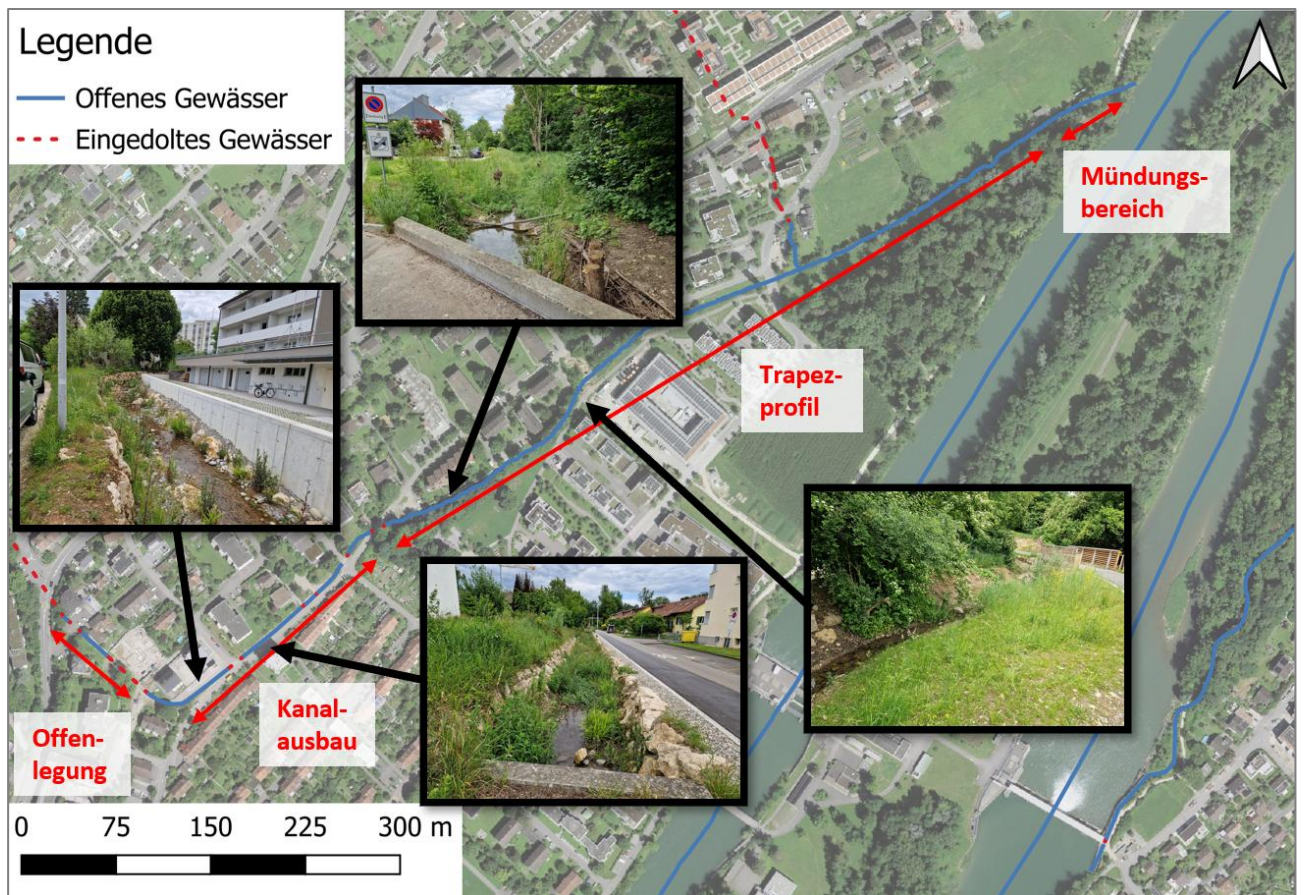 Legende
Offenes Gewässer
Eingedoltes Gewässer
Mündungs-
bereich
Trapez-
profil
Kanal-
ausbau
Offen-
legung
0 75 150 225 300 m